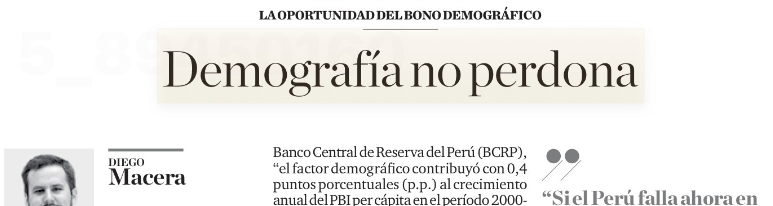 LA OPORTUNIDAD DEL BONO DEMOGRÁFICO
Demografía no perdona
DIEGO
Macera
Banco Central de Reserva del Perú (BCRP),
“el factor demográfico contribuyó con 0,4
puntos porcentuales (p.p.) al crecimiento
anual del PBI per cápita en el período 2000-
“Si el Perú falla ahora en